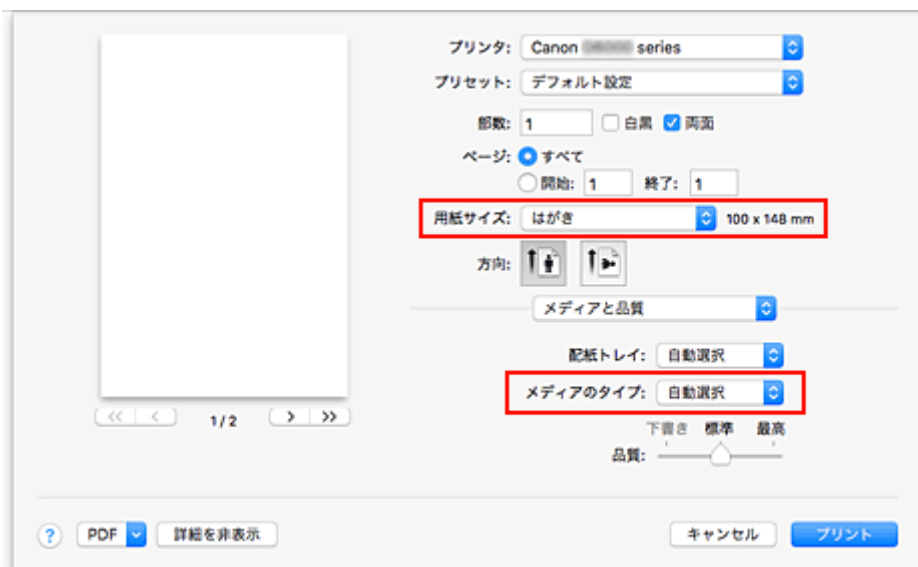 プリンタ: Canon series
プリセット: デフォルト設定
部数: 1 白黒 両面
ページ: すべて
開始: 1 終了: 1
用紙サイズ: はがき 100 x 148 mm
方向:
メディアと品質
配紙トレイ: 自動選択
メディアのタイプ: 自動選択
下書き 標準 最高
品質:
<< < 1/2 > >>
? PDF 詳細を非表示 キャンセル プリント